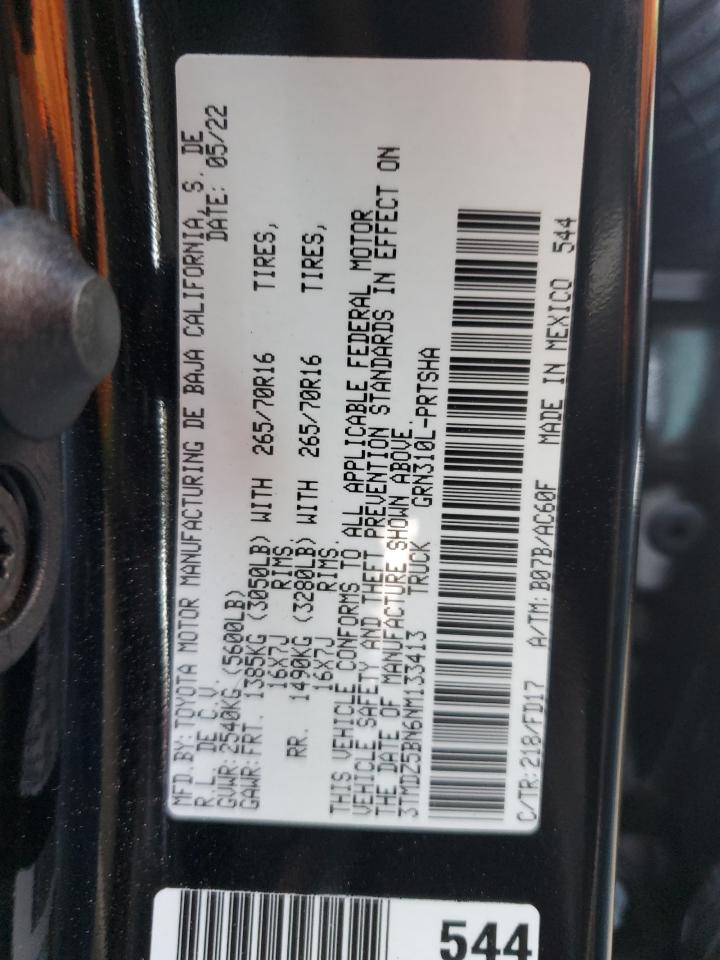 MFD.BY: TOYOTA MOTOR MANUFACTURING DE BAJA CALIFORNIA, S. DE
R.L. DE C.V. DATE: 05/22
GVWR: 2540KG (5600LB)
GAWR: FRT. 1385KG (3050LB) WITH 265/70R16 TIRES,
16X7J RIMS,
RR. 1490KG (3280LB) WITH 265/70R16 TIRES,
16X7J RIMS.
THIS VEHICLE CONFORMS TO ALL APPLICABLE FEDERAL MOTOR
VEHICLE SAFETY AND THEFT PREVENTION STANDARDS IN EFFECT ON
THE DATE OF MANUFACTURE SHOWN ABOVE.
3TMDZ5BN6NM133413 TRUCK GRN310L-PRTSHA
C/TR: 218/FD17 A/TM: B07B/AC60F MADE IN MEXICO 544
544